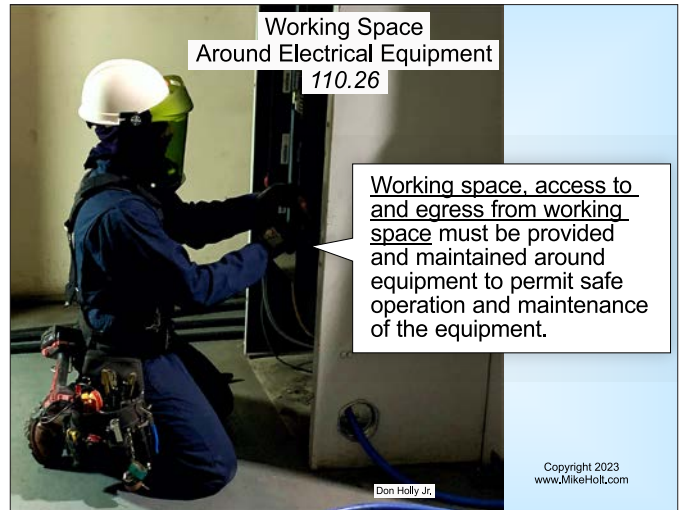 Working Space
Around Electrical Equipment
110.26
Working space, access to
and egress from working
space must be provided
and maintained around
equipment to permit safe
operation and maintenance
of the equipment.
Copyright 2023
www.MikeHolt.com
Don Holly Jr.